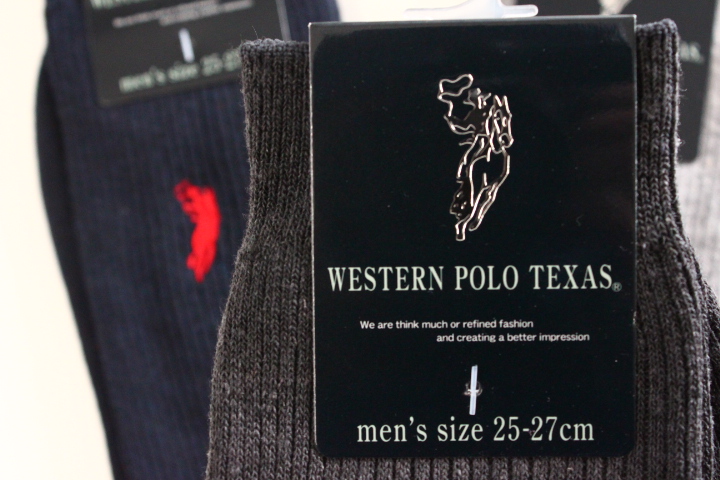 WESTERN POLO TEXAS®
We are think much or refined fashion
and creating a better impression
men's size 25-27cm
men's size 25-2